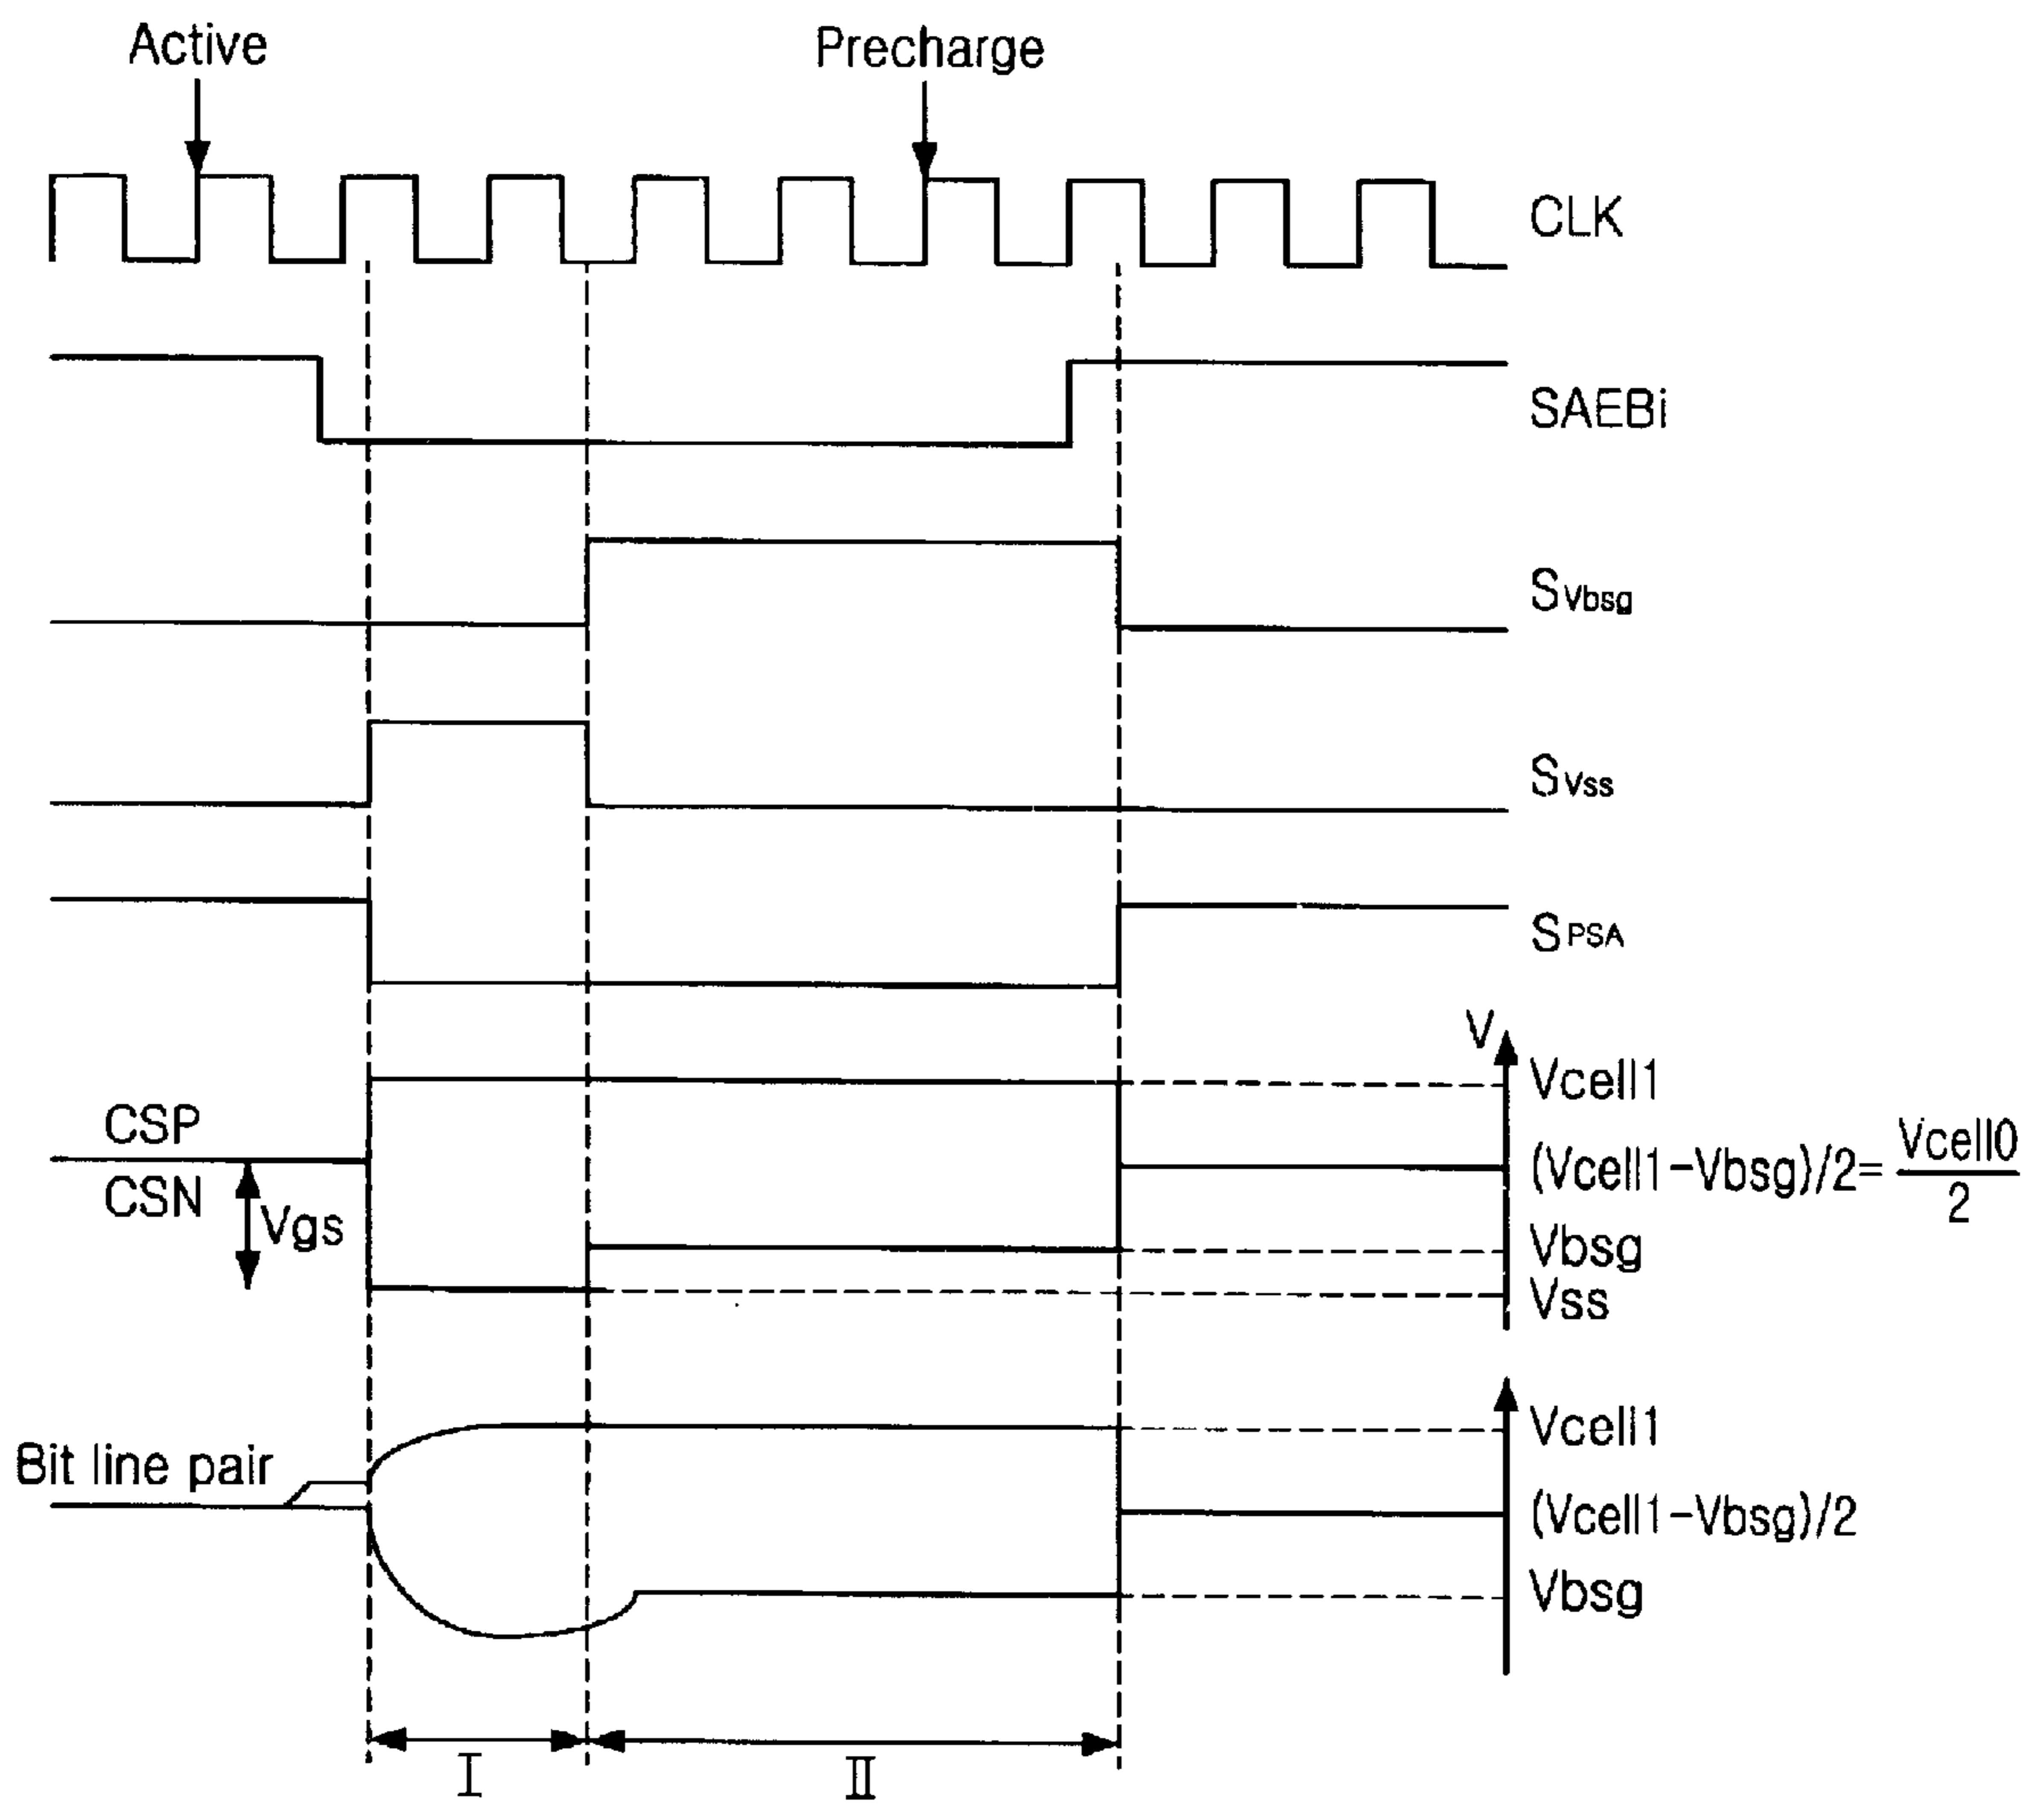 Active
Precharge
CLK
SAEBi
SVbsg
SVss
SPSA
V
Vcell1
CSP
(Vcell1-Vbsg)/2= Vcell0
2
CSN
Vgs
Vbsg
Vss
Vcell1
Bit line pair
(Vcell1-Vbsg)/2
Vbsg
I
II